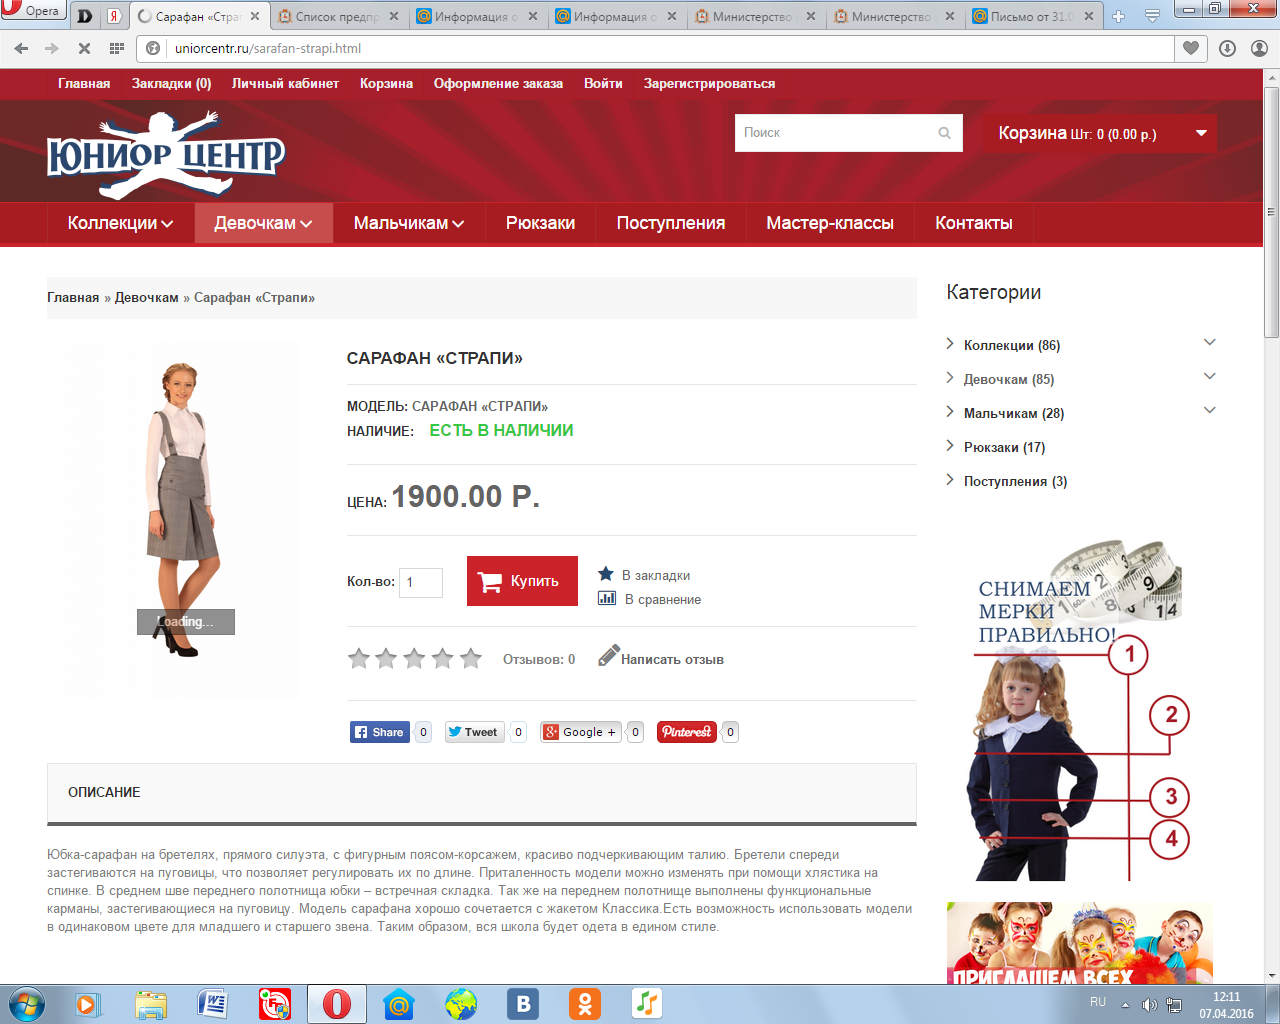 Opera
Сарафан «Страп
Список предпр
Информация о
Информация о
Министерство
Министерство
Письмо от 31.0
uniorcentr.ru/sarafan-strapi.html
Главная Закладки (0) Личный кабинет Корзина Оформление заказа Войти Зарегистрироваться
ЮНИОР ЦЕНТР
Поиск
Корзина Шт: 0 (0.00 р.)
Коллекции Девочкам Мальчикам Рюкзаки Поступления Мастер-классы Контакты
Главная » Девочкам » Сарафан «Страпи»
САРАФАН «СТРАПИ»
МОДЕЛЬ: САРАФАН «СТРАПИ»
НАЛИЧИЕ: ЕСТЬ В НАЛИЧИИ
ЦЕНА: 1900.00 Р.
Кол-во: 1
Купить
В закладки
В сравнение
Loading...
Отзывов: 0
Написать отзыв
Share 0 Tweet 0 Google + 0 Pinterest 0
ОПИСАНИЕ
Юбка-сарафан на бретелях, прямого силуэта, с фигурным поясом-корсажем, красиво подчеркивающим талию. Бретели спереди
застегиваются на пуговицы, что позволяет регулировать их по длине. Приталенность модели можно изменять при помощи хлястика на
спинке. В среднем шве переднего полотнища юбки – встречная складка. Так же на переднем полотнище выполнены функциональные
карманы, застегивающиеся на пуговицу. Модель сарафана хорошо сочетается с жакетом Классика.Есть возможность использовать модели
в одинаковом цвете для младшего и старшего звена. Таким образом, вся школа будет одета в едином стиле.
Категории
Коллекции (86)
Девочкам (85)
Мальчикам (28)
Рюкзаки (17)
Поступления (3)
СНИМАЕМ
МЕРКИ
ПРАВИЛЬНО!
1
2
3
4
ПРИГЛАШАЕМ ВСЕХ
RU
12:11
07.04.2016